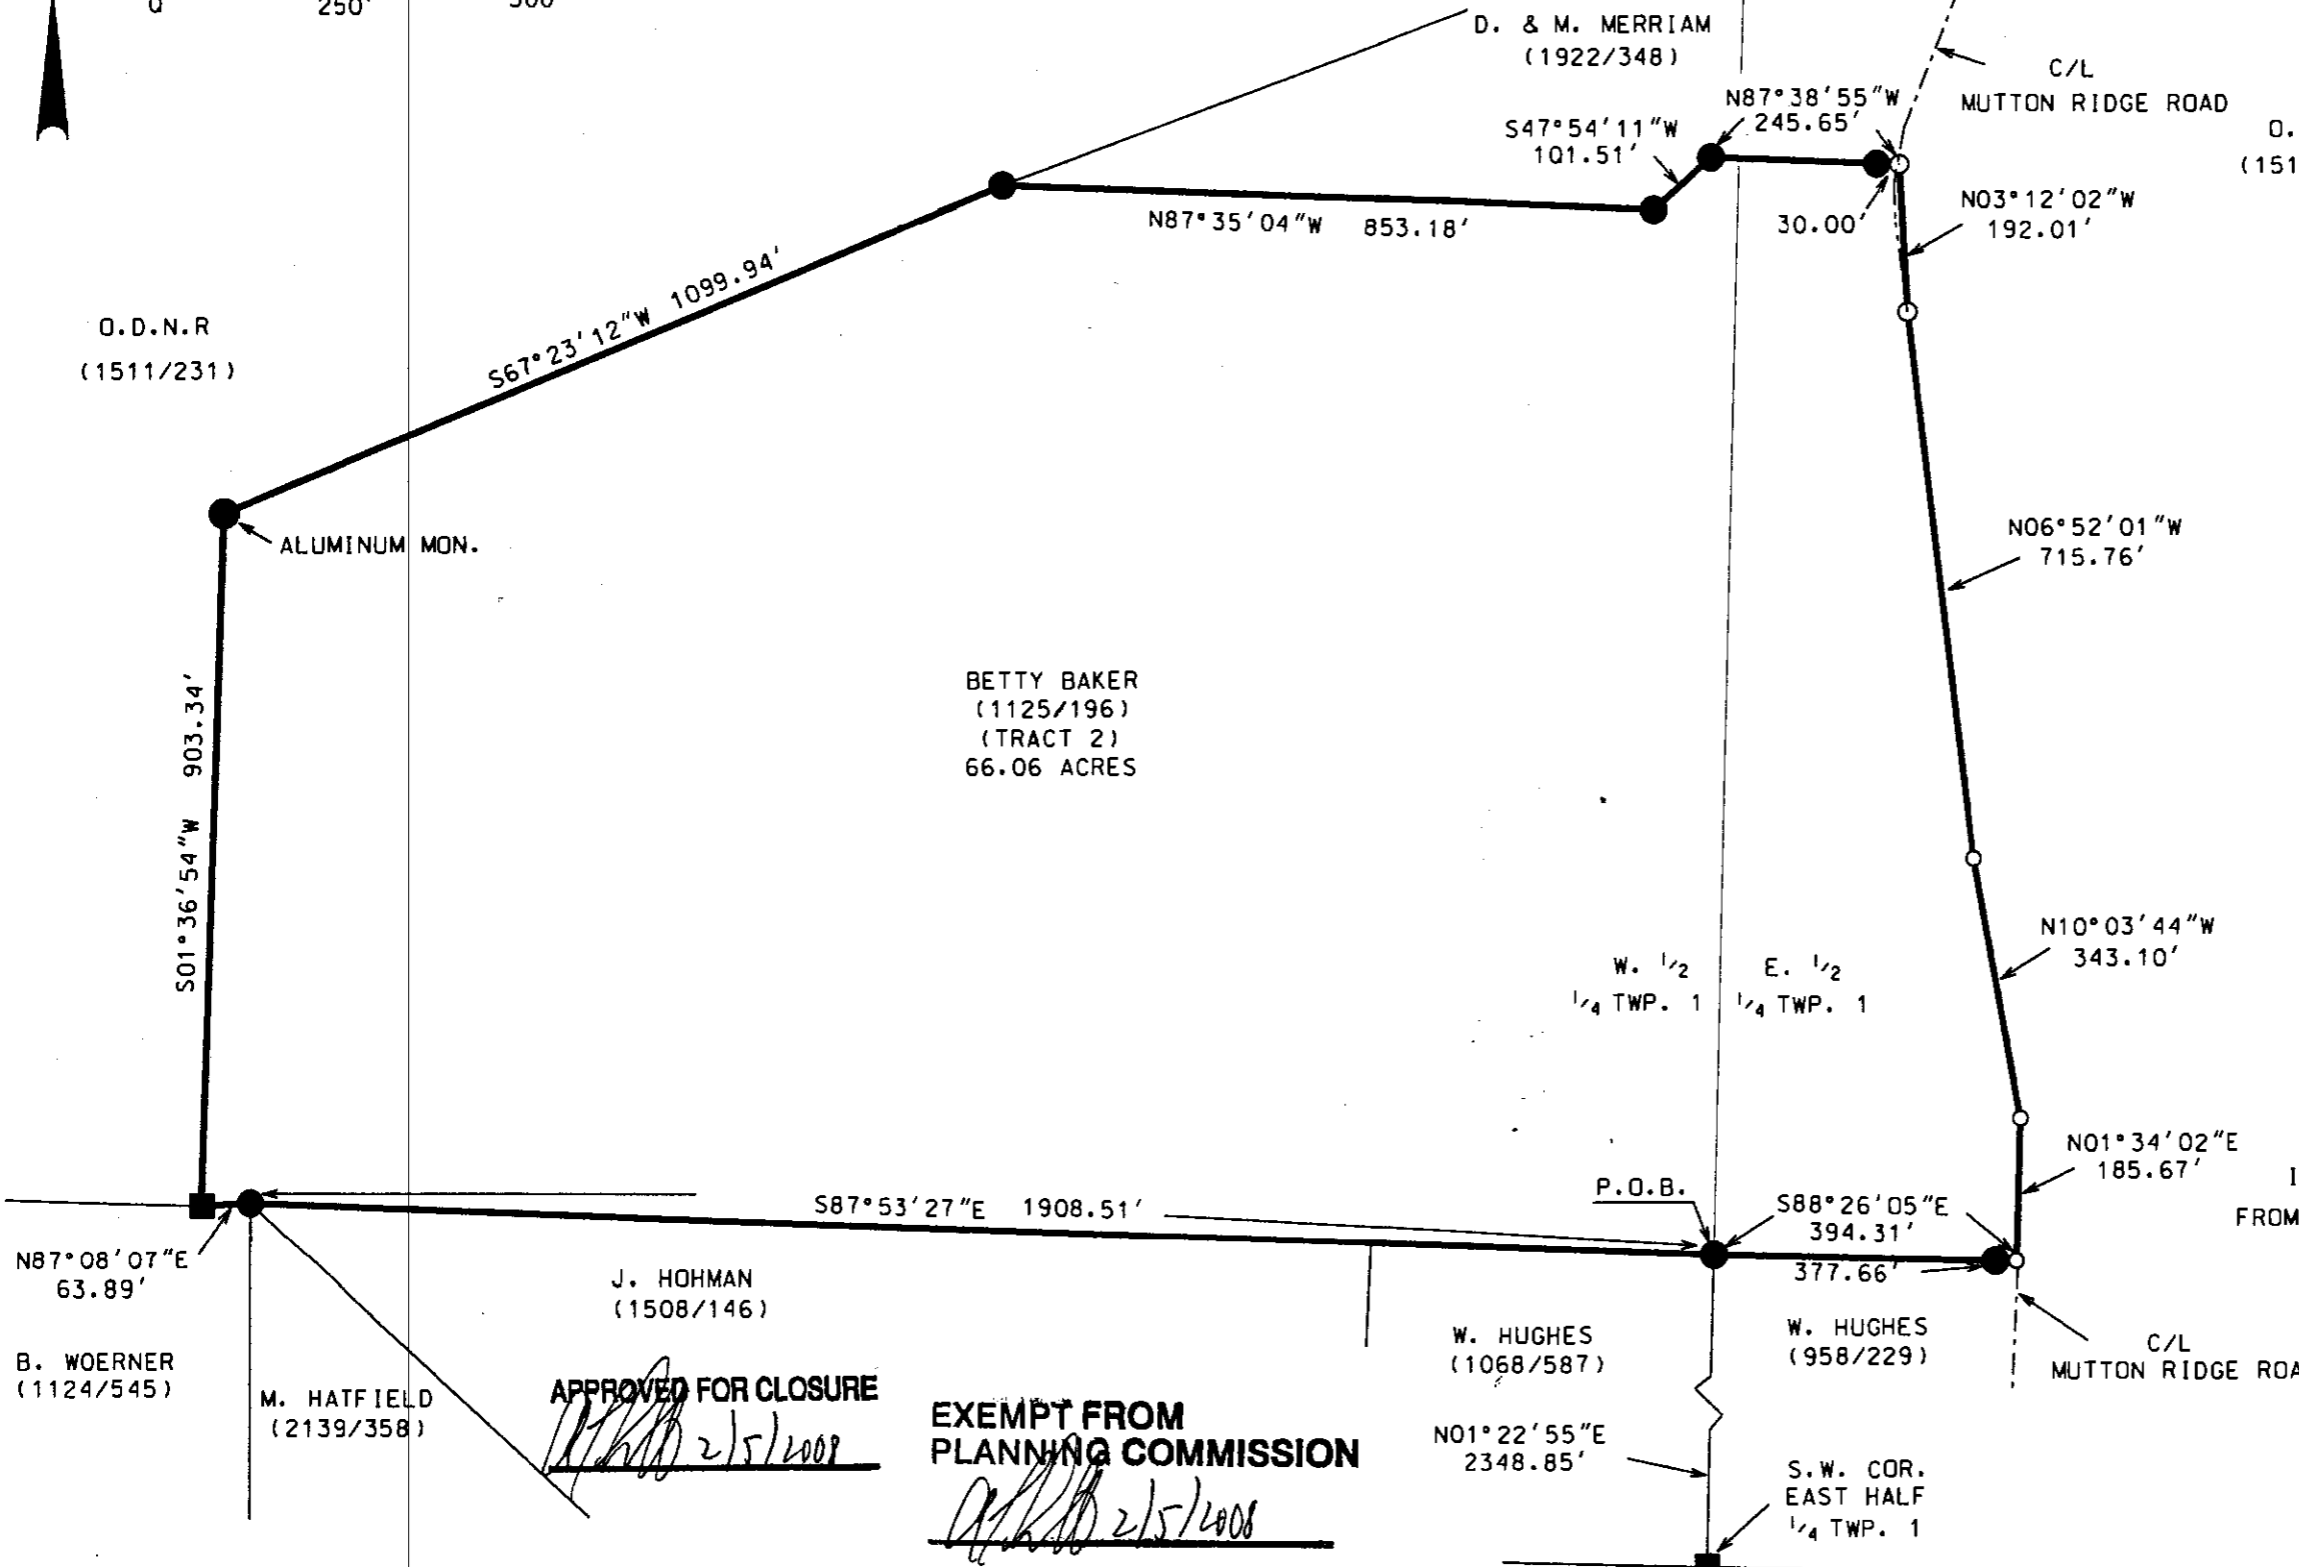 0 250' 500'
D. & M. MERRIAM
(1922/348)
C/L
MUTTON RIDGE ROAD
N87°38'55"W
245.65'
S47°54'11"W
101.51'
O.
(151
N03°12'02"W
192.01'
30.00'
N87°35'04"W 853.18'
S67°23'12"W 1099.94'
O.D.N.R
(1511/231)
ALUMINUM MON.
N06°52'01"W
715.76'
S01°36'54"W 903.34'
BETTY BAKER
(1125/196)
(TRACT 2)
66.06 ACRES
N10°03'44"W
343.10'
W. 1/2
1/4 TWP. 1
E. 1/2
1/4 TWP. 1
N01°34'02"E
185.67'
I
FROM
P.O.B.
S88°26'05"E
394.31'
377.66'
S87°53'27"E 1908.51'
N87°08'07"E
63.89'
J. HOHMAN
(1508/146)
W. HUGHES
(1068/587)
W. HUGHES
(958/229)
C/L
MUTTON RIDGE ROA
B. WOERNER
(1124/545)
M. HATFIELD
(2139/358)
APPROVED FOR CLOSURE
2/5/2008
EXEMPT FROM
PLANNING COMMISSION
2/5/2008
N01°22'55"E
2348.85'
S.W. COR.
EAST HALF
1/4 TWP. 1